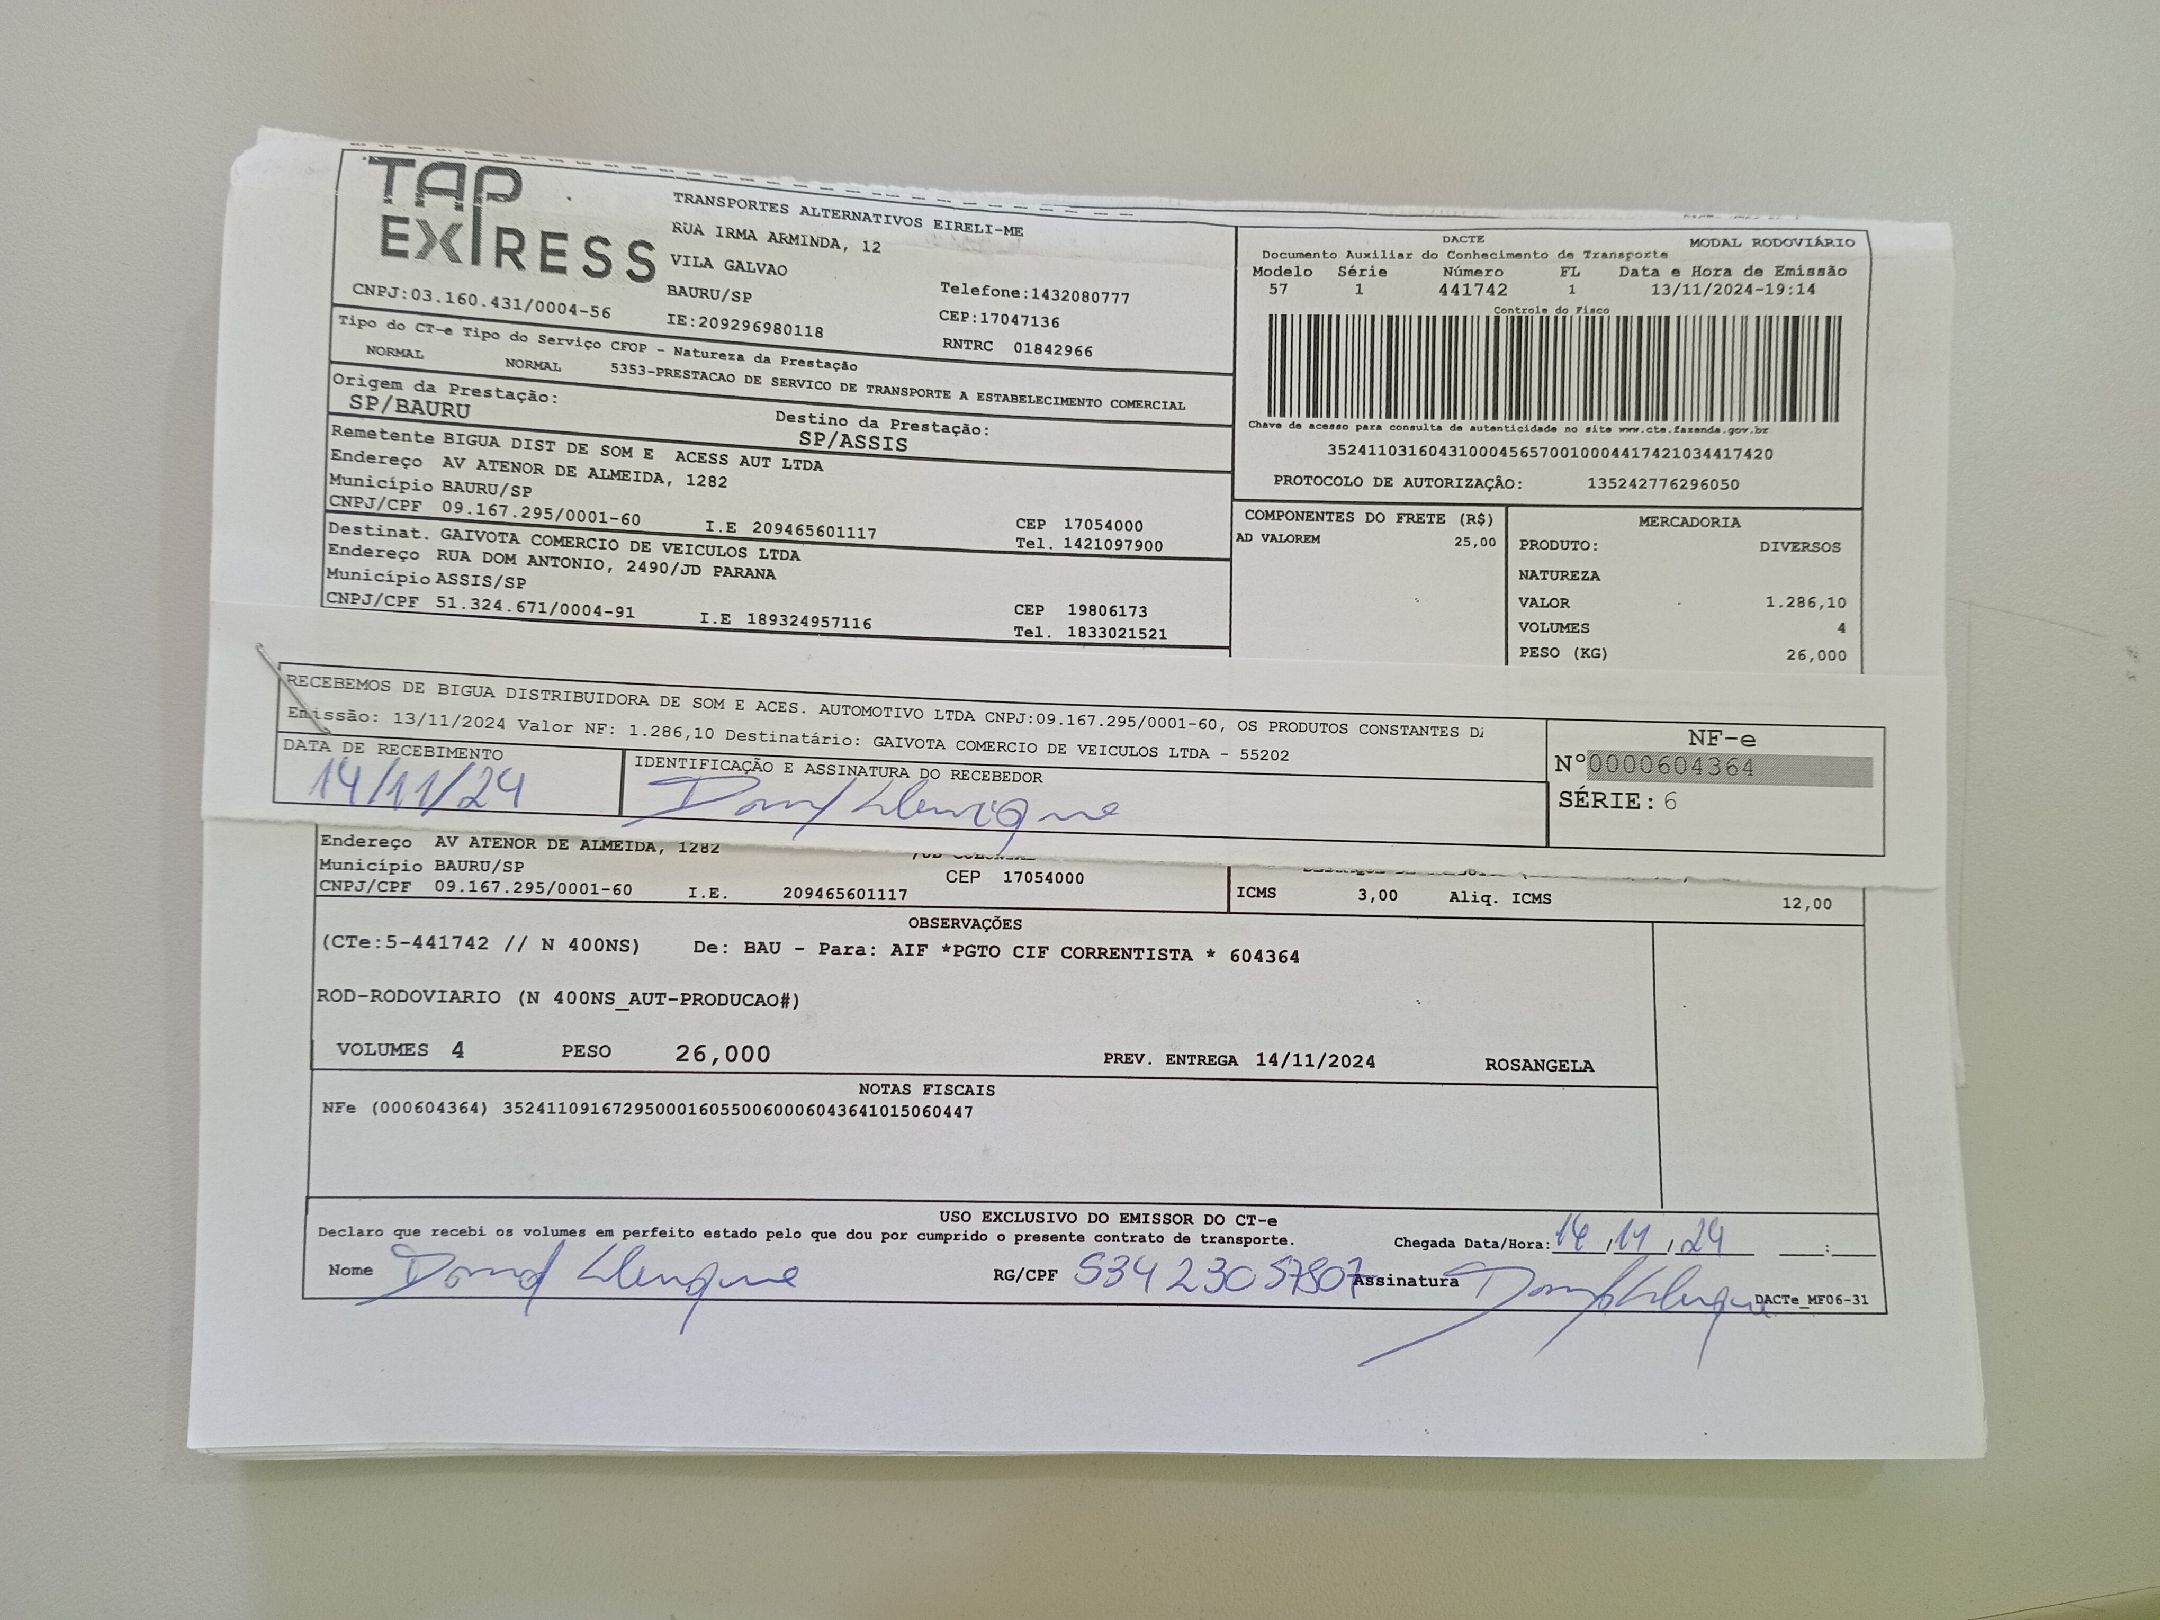 TAP EXPRESS
TRANSPORTES ALTERNATIVOS EIRELI-ME
RUA IRMA ARMINDA, 12
VILA GALVAO
BAURU/SP
Telefone:1432080777
CNPJ:03.160.431/0004-56
IE:209296980118
CEP:17047136
RNTRC 01842966
DACTE
MODAL RODOVIÁRIO
Documento Auxiliar do Conhecimento de Transporte
Modelo Série Número FL Data e Hora de Emissão
57 1 441742 1 13/11/2024-19:14
Controle do Fisco
Chave de acesso para consulta de autenticidade no site www.cte.fazenda.gov.br
35241103160431000456570010004417421034417420
PROTOCOLO DE AUTORIZAÇÃO: 135242776296050
Tipo do CT-e Tipo do Serviço CFOP - Natureza da Prestação
NORMAL NORMAL 5353-PRESTACAO DE SERVICO DE TRANSPORTE A ESTABELECIMENTO COMERCIAL
Origem da Prestação:
SP/BAURU
Destino da Prestação:
SP/ASSIS
Remetente BIGUA DIST DE SOM E ACESS AUT LTDA
Endereço AV ATENOR DE ALMEIDA, 1282
Município BAURU/SP
CNPJ/CPF 09.167.295/0001-60 I.E 209465601117
CEP 17054000
Tel. 1421097900
Destinat. GAIVOTA COMERCIO DE VEICULOS LTDA
Endereço RUA DOM ANTONIO, 2490/JD PARANA
Município ASSIS/SP
CNPJ/CPF 51.324.671/0004-91 I.E 189324957116
CEP 19806173
Tel. 1833021521
COMPONENTES DO FRETE (R$)
AD VALOREM 25,00
MERCADORIA
PRODUTO: DIVERSOS
NATUREZA
VALOR 1.286,10
VOLUMES 4
PESO (KG) 26,000
RECEBEMOS DE BIGUA DISTRIBUIDORA DE SOM E ACES. AUTOMOTIVO LTDA CNPJ:09.167.295/0001-60, OS PRODUTOS CONSTANTES
Emissão: 13/11/2024 Valor NF: 1.286,10 Destinatário: GAIVOTA COMERCIO DE VEICULOS LTDA - 55202
DATA DE RECEBIMENTO
14/11/24
IDENTIFICAÇÃO E ASSINATURA DO RECEBEDOR
NF-e
Nº0000604364
SÉRIE: 6
Endereço AV ATENOR DE ALMEIDA, 1282
Município BAURU/SP
CNPJ/CPF 09.167.295/0001-60 I.E. 209465601117
CEP 17054000
ICMS 3,00 Aliq. ICMS 12,00
OBSERVAÇÕES
(CTe:5-441742 // N 400NS) De: BAU - Para: AIF *PGTO CIF CORRENTISTA * 604364
ROD-RODOVIARIO (N 400NS_AUT-PRODUCAO#)
VOLUMES 4 PESO 26,000 PREV. ENTREGA 14/11/2024 ROSANGELA
NOTAS FISCAIS
NFe (000604364) 35241109167295000160550060006043641015060447
USO EXCLUSIVO DO EMISSOR DO CT-e
Declaro que recebi os volumes em perfeito estado pelo que dou por cumprido o presente contrato de transporte.
Chegada Data/Hora: 14,11,24 __:__
Nome RG/CPF 53423057807 Assinatura
DACTe_MF06-31